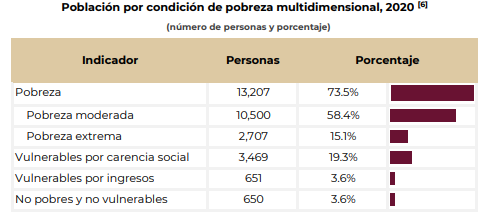 Población por condición de pobreza multidimensional, 2020 [6]
(número de personas y porcentaje)
Indicador Personas Porcentaje
Pobreza 13,207 73.5%
Pobreza moderada 10,500 58.4%
Pobreza extrema 2,707 15.1%
Vulnerables por carencia social 3,469 19.3%
Vulnerables por ingresos 651 3.6%
No pobres y no vulnerables 650 3.6%